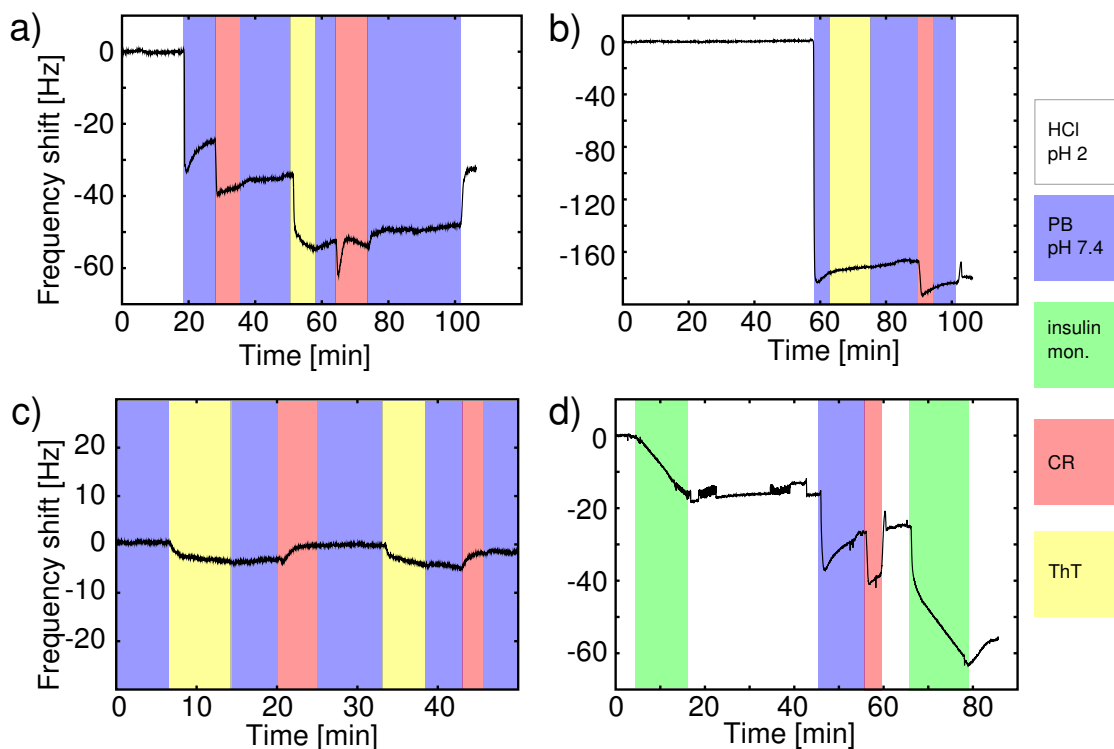 a)
Frequency shift [Hz]
0
-20
-40
-60
0 20 40 60 80 100
Time [min]
b)
0
-40
-80
-120
-160
0 20 40 60 80 100
Time [min]
HCl
pH 2
PB
pH 7.4
insulin
mon.
CR
ThT
c)
Frequency shift [Hz]
20
10
0
-10
-20
0 10 20 30 40
Time [min]
d)
0
-20
-40
-60
0 20 40 60 80
Time [min]